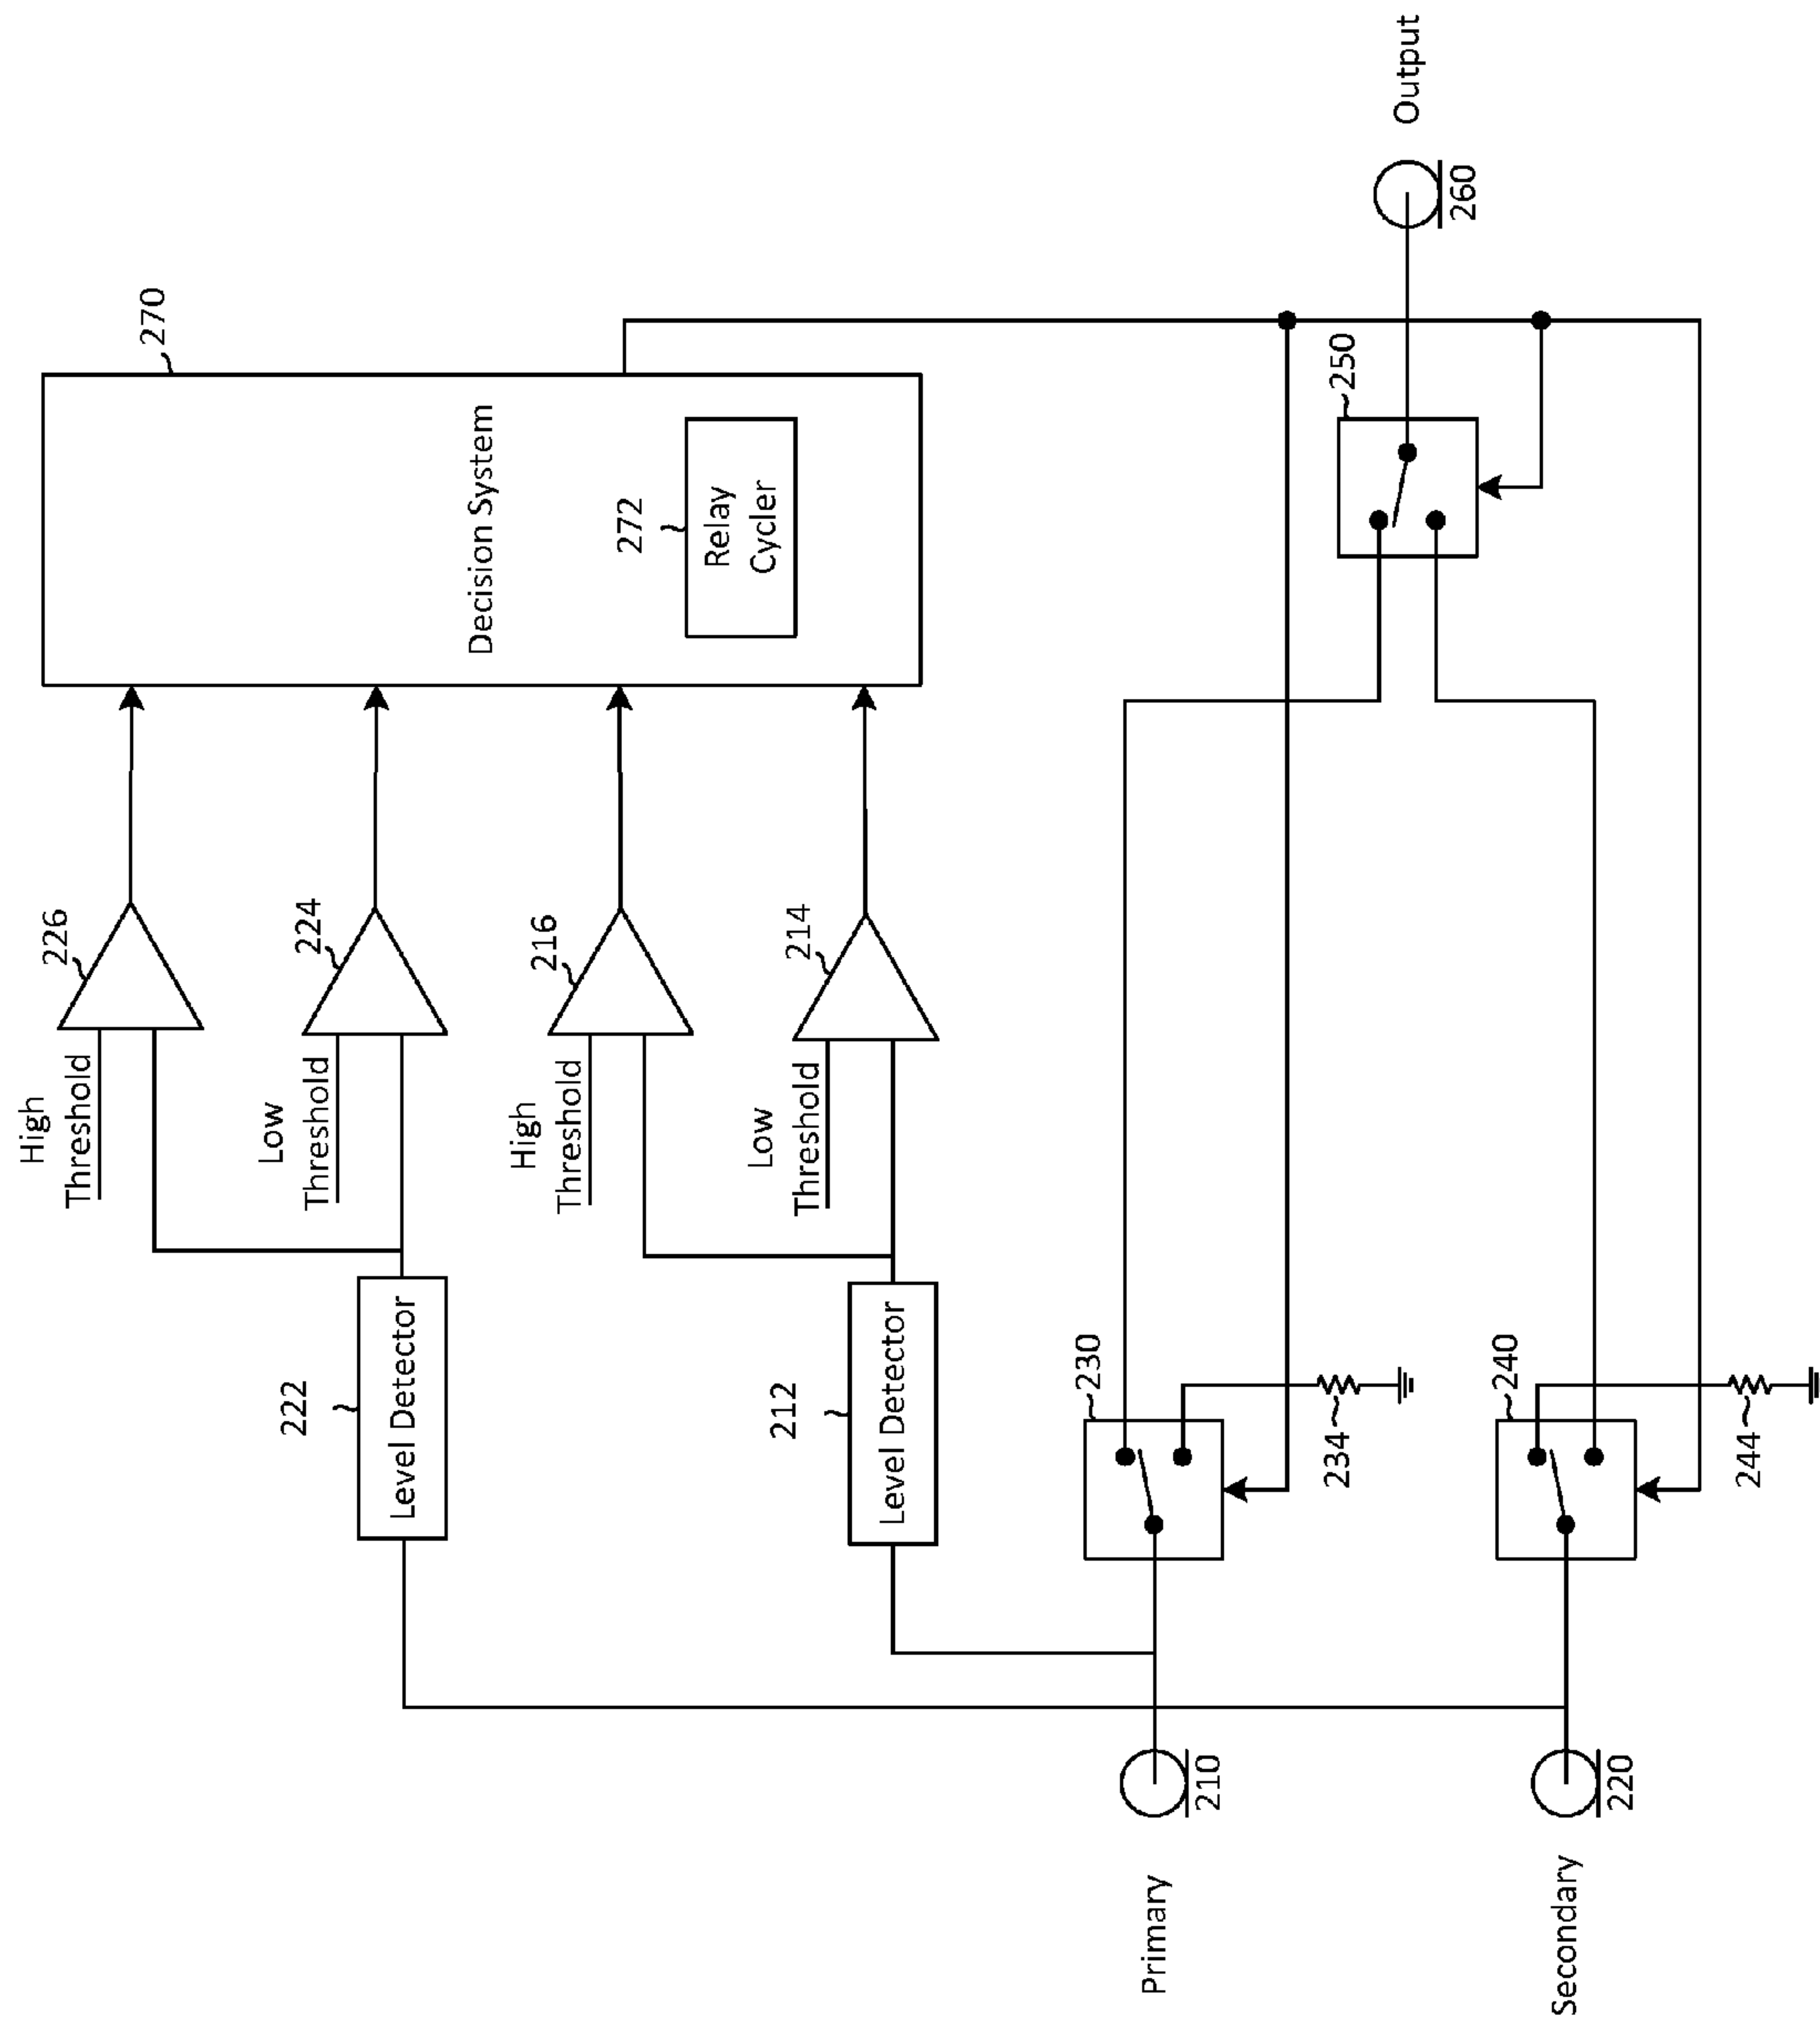 High
Threshold
226
Low
Threshold
224
222
Level Detector
High
Threshold
216
Low
Threshold
214
212
Level Detector
270
Decision System
272
Relay
Cycler
Primary
210
230
234
250
Output
260
Secondary
220
240
244